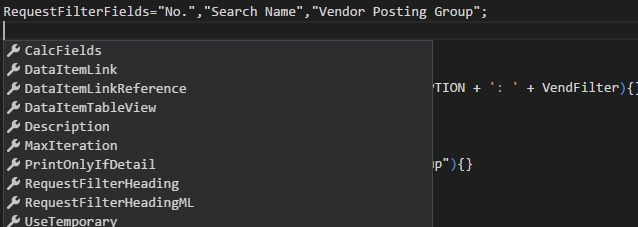 RequestFilterFields="No.","Search Name","Vendor Posting Group";
CalcFields
DataItemLink
DataItemLinkReference
PTION + ': ' + VendFilter){}
DataItemTableView
Description
MaxIteration
PrintOnlyIfDetail
up"){}
RequestFilterHeading
RequestFilterHeadingML
UseTemporary